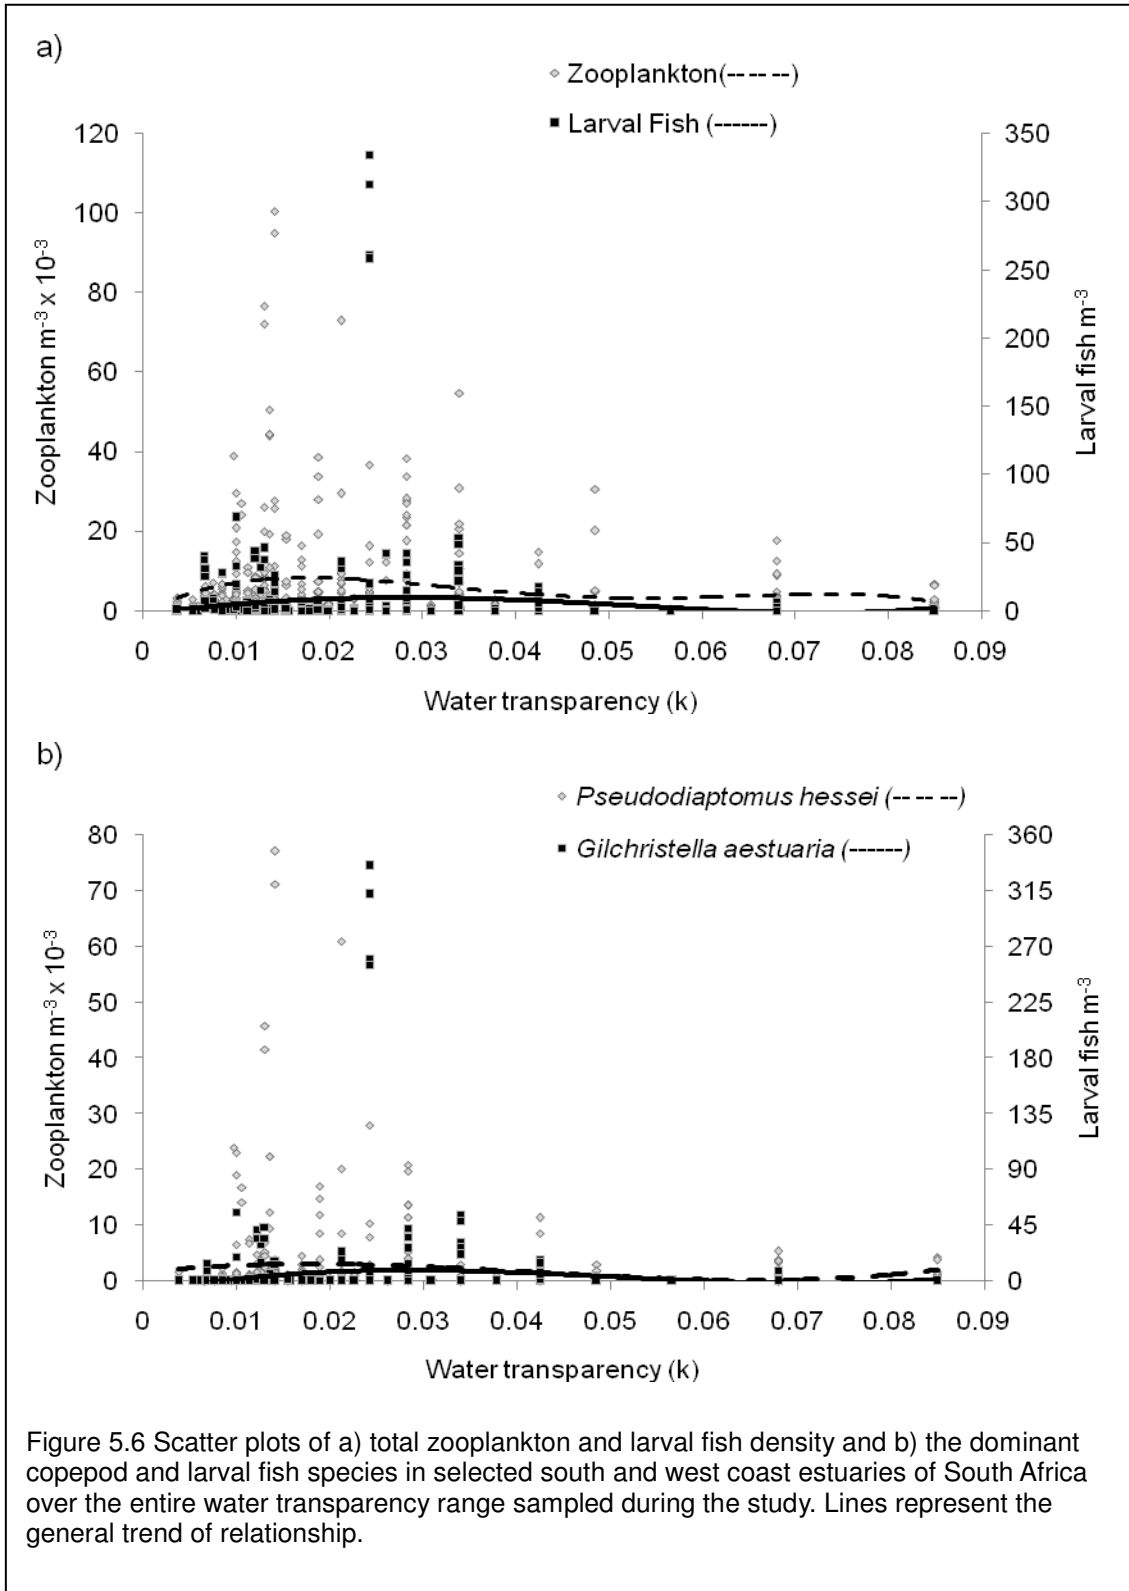 a)
Zooplankton(-- -- --)
Larval Fish (------)
120
100
80
60
40
20
0
Zooplankton m⁻³ x 10⁻³
350
300
250
200
150
100
50
0
Larval fish m⁻³
0 0.01 0.02 0.03 0.04 0.05 0.06 0.07 0.08 0.09
Water transparency (k)
b)
Pseudodiaptomus hessei (-- -- --)
Gilchristella aestuaria (------)
80
70
60
50
40
30
20
10
0
Zooplankton m⁻³ x 10⁻³
360
315
270
225
180
135
90
45
0
Larval fish m⁻³
0 0.01 0.02 0.03 0.04 0.05 0.06 0.07 0.08 0.09
Water transparency (k)
Figure 5.6 Scatter plots of a) total zooplankton and larval fish density and b) the dominant
copepod and larval fish species in selected south and west coast estuaries of South Africa
over the entire water transparency range sampled during the study. Lines represent the
general trend of relationship.